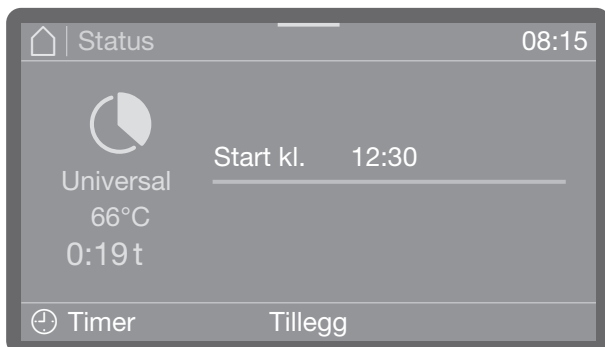 Status 08:15
Start kl. 12:30
Universal
66°C
0:19 t
Timer Tillegg